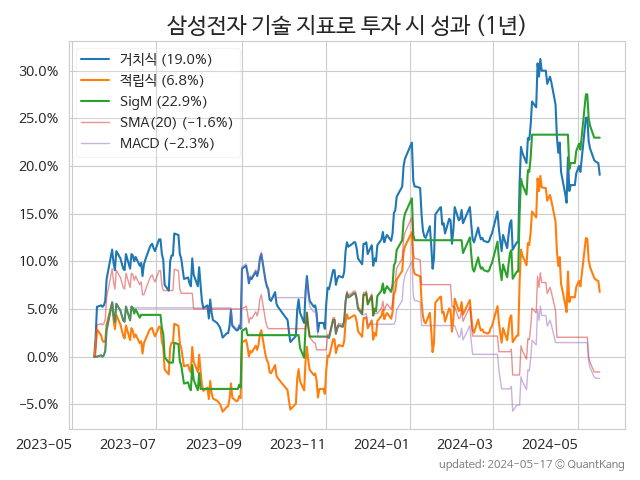 삼성전자 기술 지표로 투자 시 성과 (1년)
거치식 (19.0%)
적립식 (6.8%)
SigM (22.9%)
SMA(20) (−1.6%)
MACD (−2.3%)
30.0%
25.0%
20.0%
15.0%
10.0%
5.0%
0.0%
−5.0%
2023-05 2023-07 2023-09 2023-11 2024-01 2024-03 2024-05
updated: 2024-05-17 ⓒ QuantKang